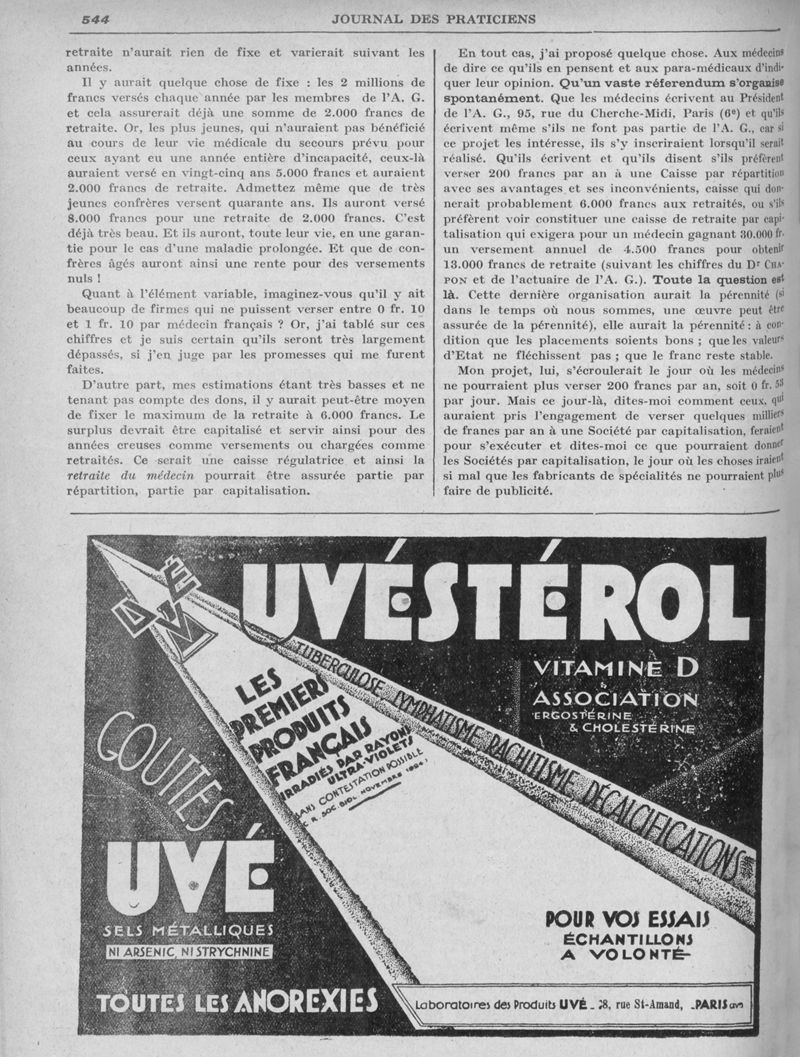 544
JOURNAL DES PRATICIENS
retraite n'aurait rien de fixe et varierait suivant les
années.
Il y aurait quelque chose de fixe : les 2 millions de
francs versés chaque année par les membres de l'A. G.
et cela assurerait déjà une somme de 2.000 francs de
retraite. Or, les plus jeunes, qui n'auraient pas bénéficié
au cours de leur vie médicale du secours prévu pour
ceux ayant eu une année entière d'incapacité, ceux-là
auraient versé en vingt-cinq ans 5.000 francs et auraient
2.000 francs de retraite. Admettez même que de très
jeunes confrères versent quarante ans. Ils auront versé
8.000 francs pour une retraite de 2.000 francs. C'est
déjà très beau. Et ils auront, toute leur vie, en une garan-
tie pour le cas d'une maladie prolongée. Et que de con-
frères âgés auront ainsi une rente pour des versements
nuls !
Quant à l'élément variable, imaginez-vous qu'il y ait
beaucoup de firmes qui ne puissent verser entre 0 fr. 10
et 1 fr. 10 par médecin français ? Or, j'ai tablé sur ces
chiffres et je suis certain qu'ils seront très largement
dépassés, si j'en juge par les promesses qui me furent
faites.
D'autre part, mes estimations étant très basses et ne
tenant pas compte des dons, il y aurait peut-être moyen
de fixer le maximum de la retraite à 6.000 francs. Le
surplus devrait être capitalisé et servir ainsi pour des
années creuses comme versements ou chargées comme
retraités. Ce serait une caisse régulatrice et ainsi la
retraite du médecin pourrait être assurée partie par
répartition, partie par capitalisation.
En tout cas, j'ai proposé quelque chose. Aux médecins
de dire ce qu'ils en pensent et aux para-médicaux d'indi-
quer leur opinion. Qu'un vaste référendum s'organise
spontanément. Que les médecins écrivent au Président
de l'A. G., 95, rue du Cherche-Midi, Paris (6e) et qu'ils
écrivent même s'ils ne font pas partie de l'A. G., car si
ce projet les intéresse, ils s'y inscriraient lorsqu'il serait
réalisé. Qu'ils écrivent et qu'ils disent s'ils préfèrent
verser 200 francs par an à une Caisse par répartition
avec ses avantages et ses inconvénients, caisse qui don-
nerait probablement 6.000 francs aux retraités, ou s'ils
préfèrent voir constituer une caisse de retraite par capi-
talisation qui exigera pour un médecin gagnant 30.000 fr.
un versement annuel de 4.500 francs pour obtenir
13.000 francs de retraite (suivant les chiffres du Dr CHA-
PON et de l'actuaire de l'A. G.). Toute la question est
là. Cette dernière organisation aurait la pérennité (si
dans le temps où nous sommes, une œuvre peut être
assurée de la pérennité), elle aurait la pérennité : à con-
dition que les placements soients bons ; que les valeurs
d'Etat ne fléchissent pas ; que le franc reste stable.
Mon projet, lui, s'écroulerait le jour où les médecins
ne pourraient plus verser 200 francs par an, soit 0 fr. 53
par jour. Mais ce jour-là, dites-moi comment ceux, qui
auraient pris l'engagement de verser quelques milliers
de francs par an à une Société par capitalisation, feraient
pour s'exécuter et dites-moi ce que pourraient donner
les Sociétés par capitalisation, le jour où les choses iraient
si mal que les fabricants de spécialités ne pourraient plus
faire de publicité.
UVÉSTÉROL
VITAMINE D
&
ASSOCIATION
ERGOSTÉRINE
& CHOLESTÉRINE
TUBERCULOSE LYMPHATISME RACHITISME DÉCALCIFICATIONS
LES
PREMIERS
PRODUITS
FRANÇAIS
IRRADIÉS PAR RAYONS
ULTRA-VIOLETS
SANS CONTESTATION POSSIBLE
C. R. SOC. BIOL. NOVEMBRE
GOUTTES
UVÉ
SELS MÉTALLIQUES
NI ARSENIC, NI STRYCHNINE
TOUTES LES ANOREXIES
POUR VOS ESSAIS
ÉCHANTILLONS
A VOLONTÉ
Laboratoires des Produits UVÉ - 28, rue St-Amand, PARIS